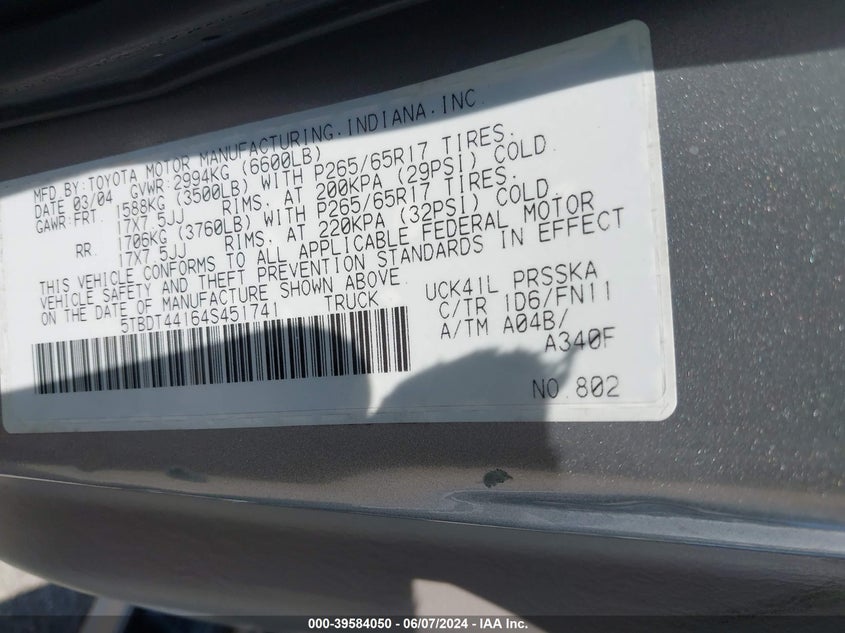 MFD BY: TOYOTA MOTOR MANUFACTURING. INDIANA. INC
DATE 03/04 GVWR: 2994KG (6600LB)
GAWR: FRT. 1588KG (3500LB) WITH P265/65R17 TIRES.
17X7.5JJ RIMS. AT 200KPA (29PSI) COLD
RR. 1706KG (3760LB) WITH P265/65R17 TIRES.
17X7.5JJ RIMS. AT 220KPA (32PSI) COLD.
THIS VEHICLE CONFORMS TO ALL APPLICABLE FEDERAL MOTOR
VEHICLE SAFETY AND THEFT PREVENTION STANDARDS IN EFFECT
ON THE DATE OF MANUFACTURE SHOWN ABOVE.
5TBDT44164S451741 TRUCK
UCK41L PRSSKA
C/TR 1D6/FN11
A/TM A04B/
A340F
NO. 802
000-39584050 - 06/07/2024 - IAA Inc.